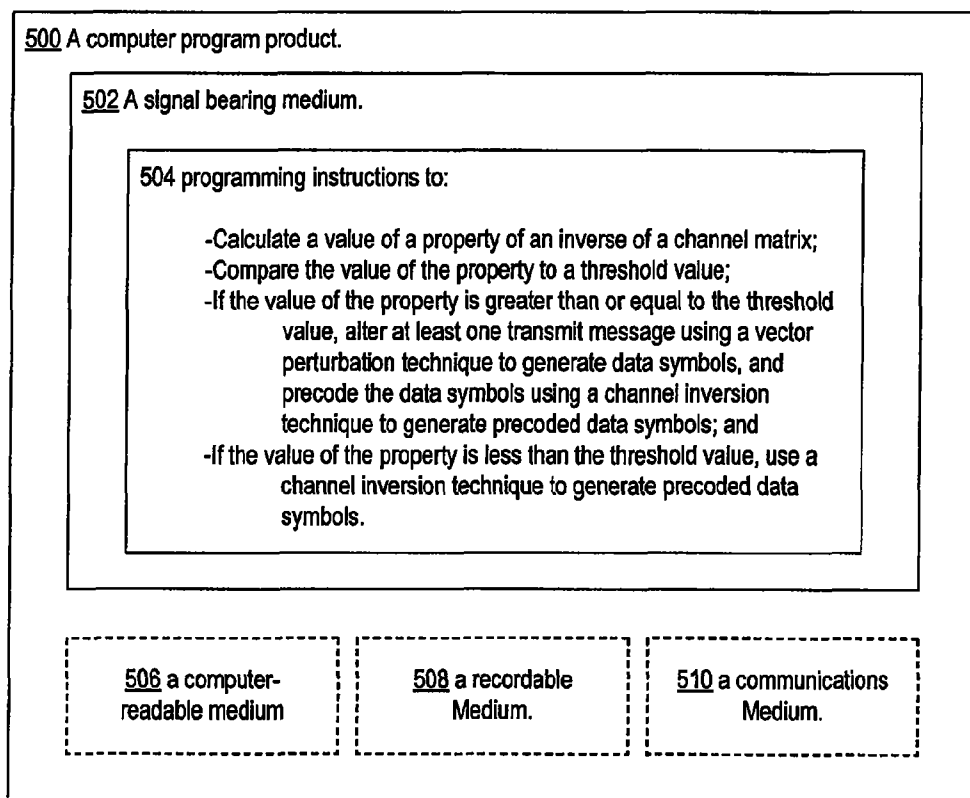 500 A computer program product.
502 A signal bearing medium.
504 programming instructions to:
-Calculate a value of a property of an inverse of a channel matrix;
-Compare the value of the property to a threshold value;
-If the value of the property is greater than or equal to the threshold
value, alter at least one transmit message using a vector
perturbation technique to generate data symbols, and
precode the data symbols using a channel inversion
technique to generate precoded data symbols; and
-If the value of the property is less than the threshold value, use a
channel inversion technique to generate precoded data
symbols.
506 a computer-
readable medium
508 a recordable
Medium.
510 a communications
Medium.